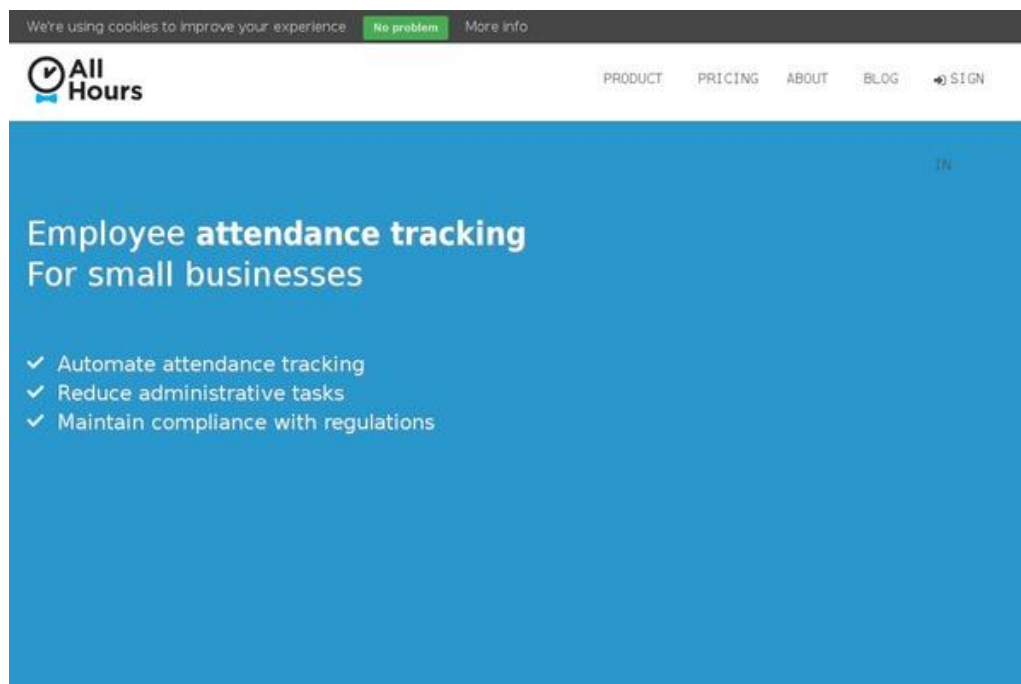 We're using cookies to improve your experience No problem More info
All
Hours
PRODUCT PRICING ABOUT BLOG SIGN
IN
Employee attendance tracking
For small businesses
Automate attendance tracking
Reduce administrative tasks
Maintain compliance with regulations